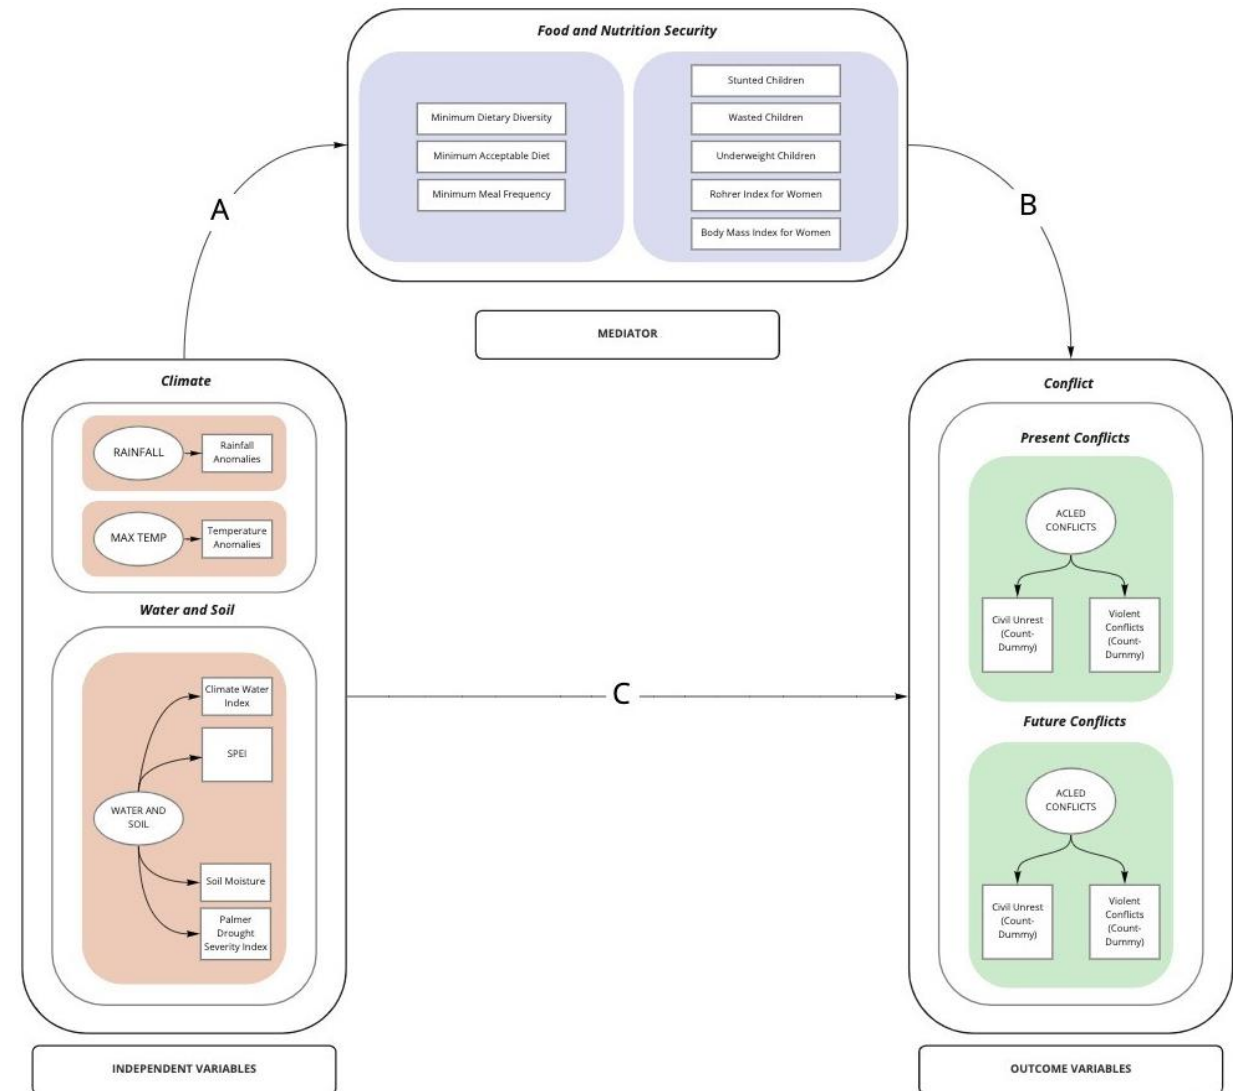 Food and Nutrition Security
Minimum Dietary Diversity
Minimum Acceptable Diet
Minimum Meal Frequency
Stunted Children
Wasted Children
Underweight Children
Rohrer Index for Women
Body Mass Index for Women
A
B
MEDIATOR
Climate
RAINFALL
Rainfall
Anomalies
MAX TEMP
Temperature
Anomalies
Water and Soil
Climate Water
Index
SPEI
WATER AND
SOIL
Soil Moisture
Palmer
Drought
Severity Index
INDEPENDENT VARIABLES
C
Conflict
Present Conflicts
ACLED
CONFLICTS
Civil Unrest
(Count-
Dummy)
Violent
Conflicts
(Count-
Dummy)
Future Conflicts
ACLED
CONFLICTS
Civil Unrest
(Count-
Dummy)
Violent
Conflicts
(Count-
Dummy)
OUTCOME VARIABLES